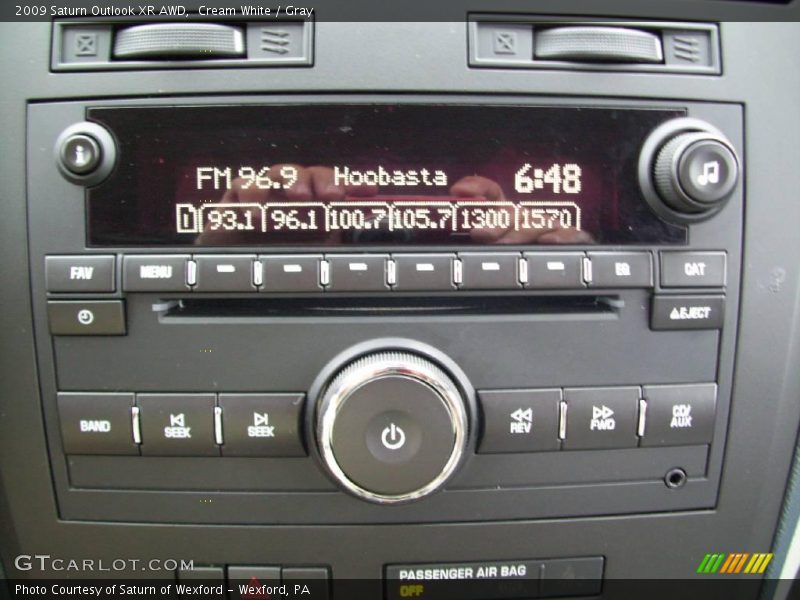 2009 Saturn Outlook XR AWD, Cream White / Gray
i
FM 96.9 Hoobasta 6:48
1 93.1 96.1 100.7 105.7 1300 1570
FAV MENU EQ CAT
EJECT
BAND SEEK SEEK REV FWD CD/AUX
GTCARLOT.COM
PASSENGER AIR BAG
OFF
Photo Courtesy of Saturn of Wexford – Wexford, PA